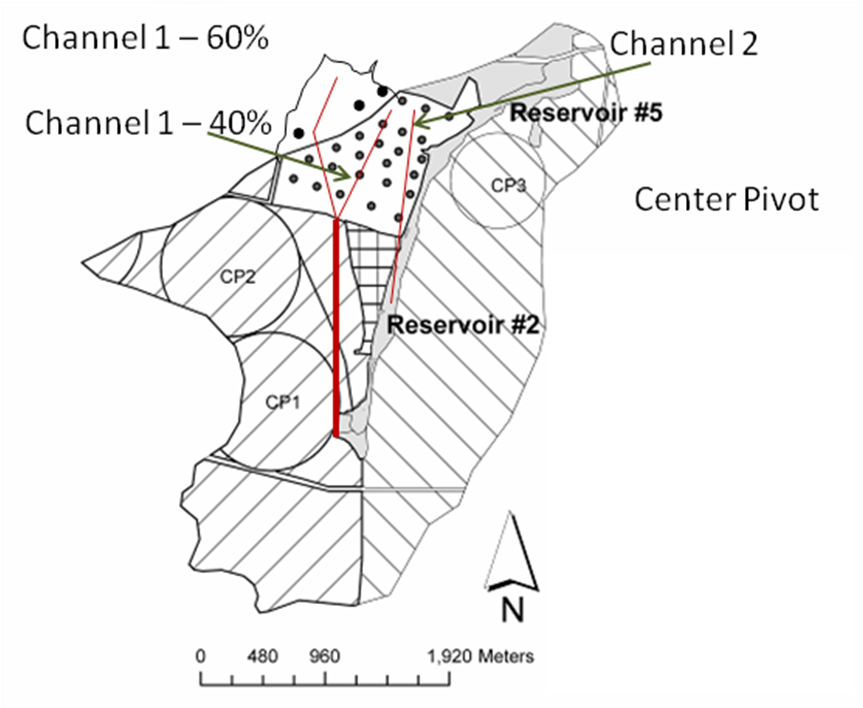 Channel 1 – 60%
Channel 2
Reservoir #5
Channel 1 – 40%
CP3
Center Pivot
CP2
Reservoir #2
CP1
N
0 480 960 1,920 Meters